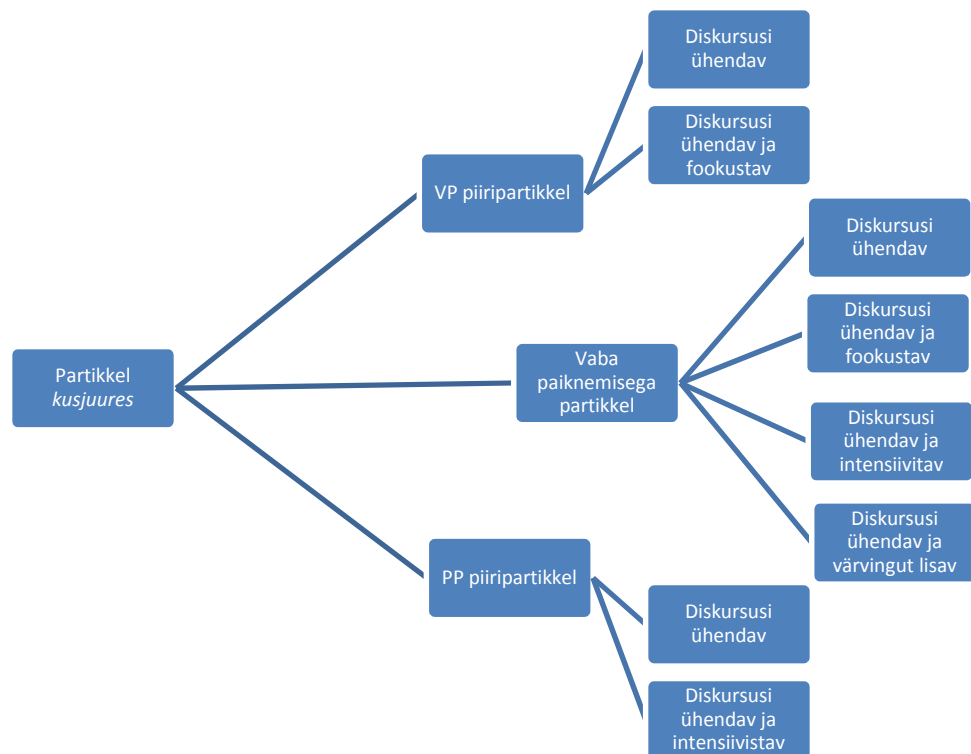 Partikkel
kusjuures
VP piiripartikkel
Diskursusi
ühendav
Diskursusi
ühendav ja
fookustav
Vaba
paiknemisega
partikkel
Diskursusi
ühendav
Diskursusi
ühendav ja
fookustav
Diskursusi
ühendav ja
intensiivitav
Diskursusi
ühendav ja
värvingut lisav
PP piiripartikkel
Diskursusi
ühendav
Diskursusi
ühendav ja
intensiivistav